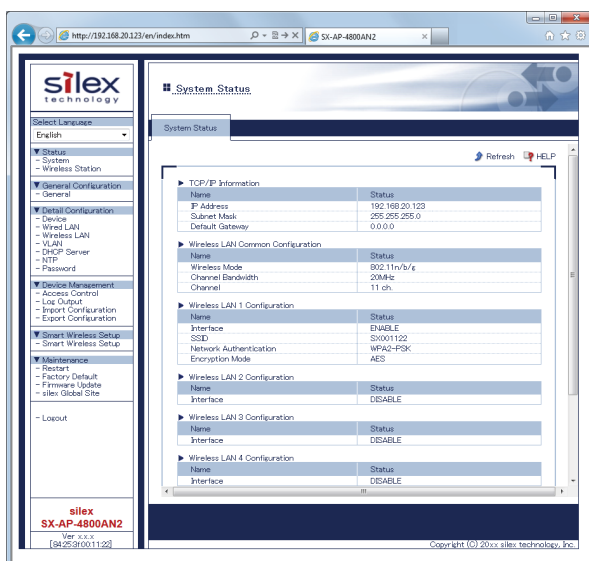 http://192.168.20.123/en/index.htm
SX-AP-4800AN2
silex
technology
Select Language
English
▼ Status
- System
- Wireless Station
▼ General Configuration
- General
▼ Detail Configuration
- Device
- Wired LAN
- Wireless LAN
- VLAN
- DHCP Server
- NTP
- Password
▼ Device Management
- Access Control
- Log Output
- Import Configuration
- Export Configuration
▼ Smart Wireless Setup
- Smart Wireless Setup
▼ Maintenance
- Restart
- Factory Default
- Firmware Update
- silex Global Site
- Logout
silex
SX-AP-4800AN2
Ver x.x.x
[84:25:3f:00:11:22]
System Status
System Status
Refresh HELP
▶ TCP/IP Information
Name Status
IP Address 192.168.20.123
Subnet Mask 255.255.255.0
Default Gateway 0.0.0.0
▶ Wireless LAN Common Configuration
Name Status
Wireless Mode 802.11n/b/g
Channel Bandwidth 20MHz
Channel 11 ch.
▶ Wireless LAN 1 Configuration
Name Status
Interface ENABLE
SSID SX001122
Network Authentication WPA2-PSK
Encryption Mode AES
▶ Wireless LAN 2 Configuration
Name Status
Interface DISABLE
▶ Wireless LAN 3 Configuration
Name Status
Interface DISABLE
▶ Wireless LAN 4 Configuration
Name Status
Interface DISABLE
Copyright (C) 20xx silex technology, Inc.